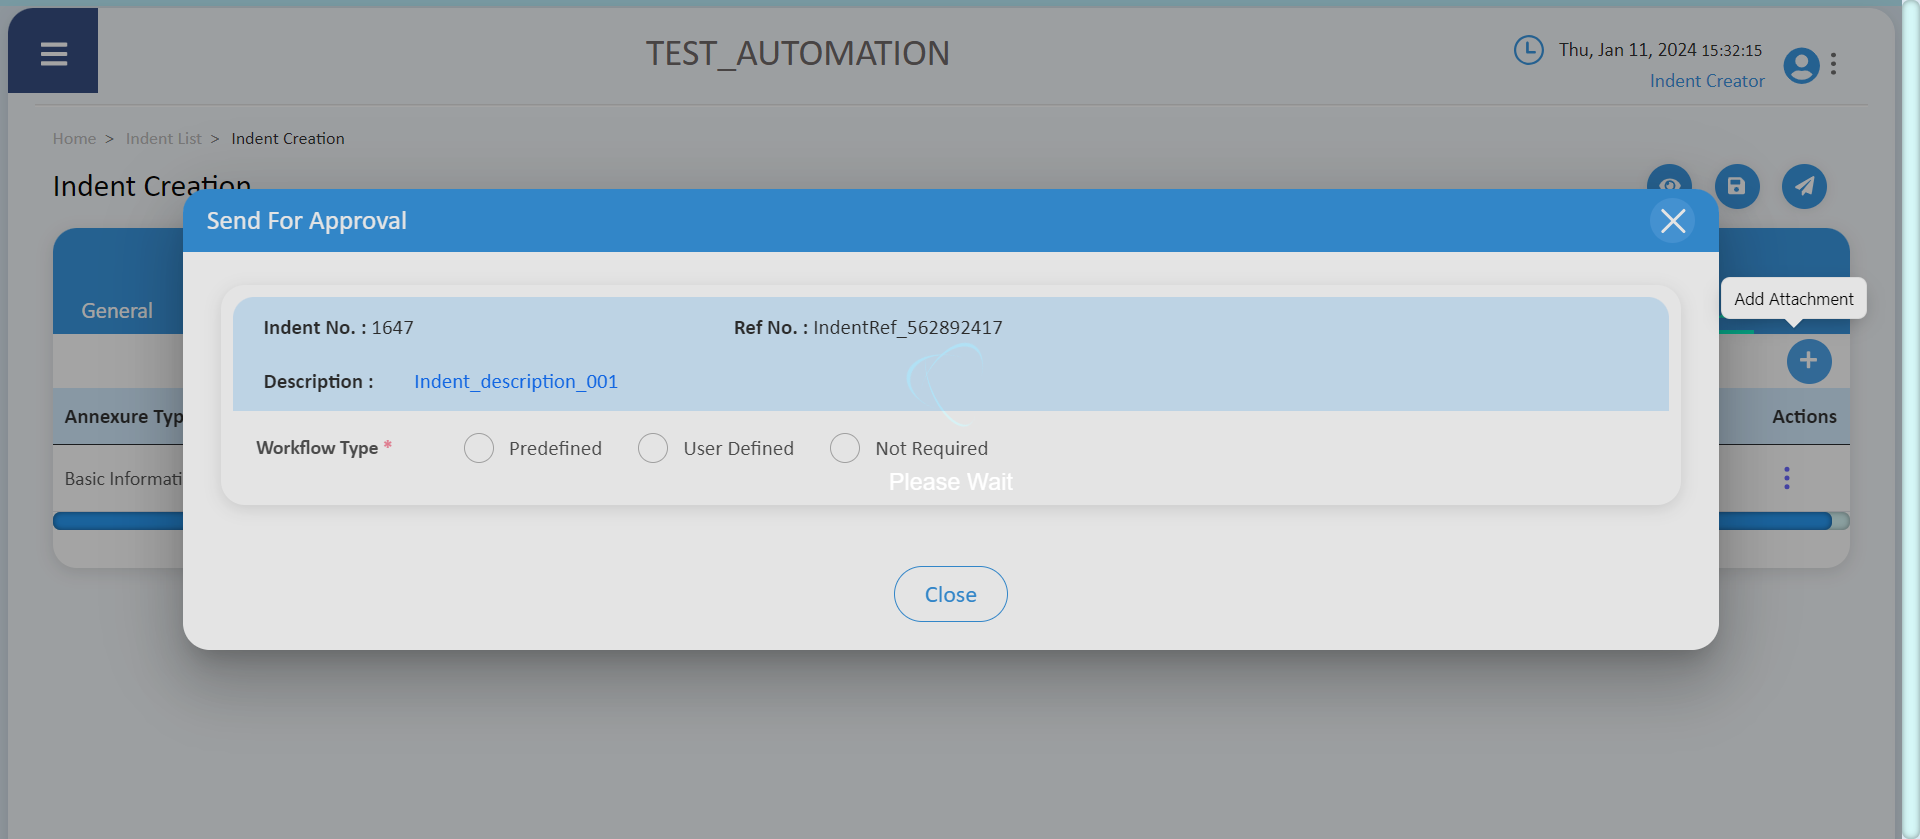 TEST_AUTOMATION
Thu, Jan 11, 2024 15:32:15
Indent Creator
Home > Indent List > Indent Creation
Indent Creation
Send For Approval
General
Add Attachment
Indent No. : 1647 Ref No. : IndentRef_562892417
Description : Indent_description_001
Annexure Typ
Actions
Workflow Type * Predefined User Defined Not Required
Basic Informati
Please Wait
Close